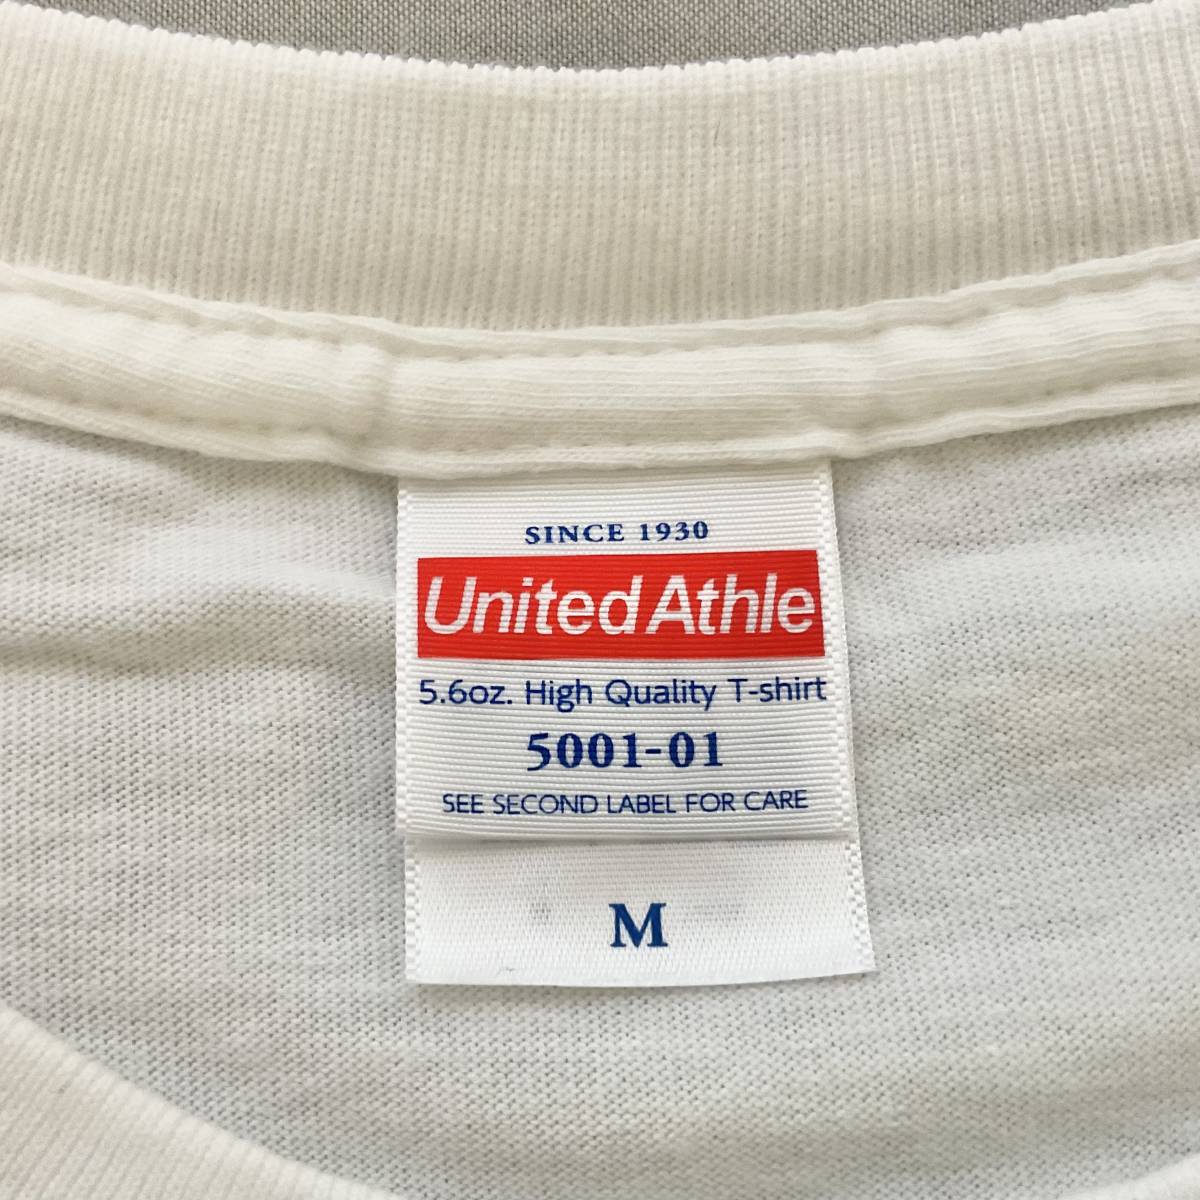 SINCE 1930
United Athle
5.6oz. High Quality T-shirt
5001-01
SEE SECOND LABEL FOR CARE
M